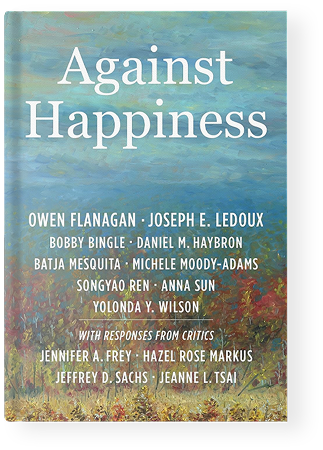 Against
Happiness
OWEN FLANAGAN · JOSEPH E. LEDOUX
BOBBY BINGLE · DANIEL M. HAYBRON
BATJA MESQUITA · MICHELE MOODY-ADAMS
SONGYAO REN · ANNA SUN
YOLONDA Y. WILSON
WITH RESPONSES FROM CRITICS
JENNIFER A. FREY · HAZEL ROSE MARKUS
JEFFREY D. SACHS · JEANNE L. TSAI